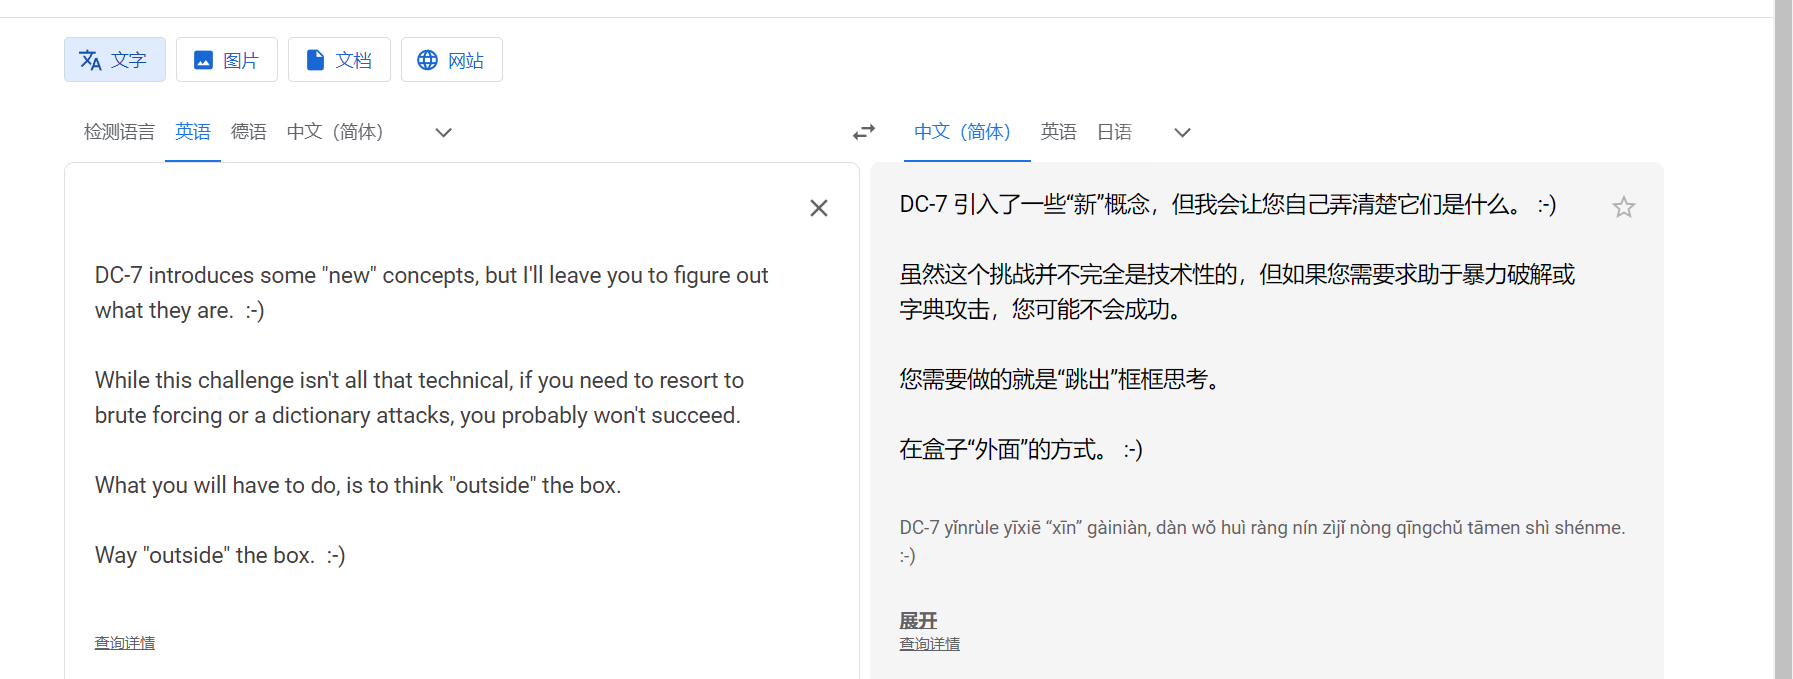 文字
图片
文档
网站
检测语言 英语 德语 中文（简体） 中文（简体） 英语 日语
DC-7 introduces some "new" concepts, but I'll leave you to figure out
what they are.  :-)
While this challenge isn't all that technical, if you need to resort to
brute forcing or a dictionary attacks, you probably won't succeed.
What you will have to do, is to think "outside" the box.
Way "outside" the box.  :-)
查询详情
DC-7 引入了一些“新”概念，但我会让您自己弄清楚它们是什么。 :-)
虽然这个挑战并不完全是技术性的，但如果您需要求助于暴力破解或
字典攻击，您可能不会成功。
您需要做的就是“跳出”框框思考。
在盒子“外面”的方式。 :-)
DC-7 yǐnrùle yīxiē “xīn” gàiniàn, dàn wǒ huì ràng nín zìjǐ nòng qīngchǔ tāmen shì shénme.
:-)
展开
查询详情